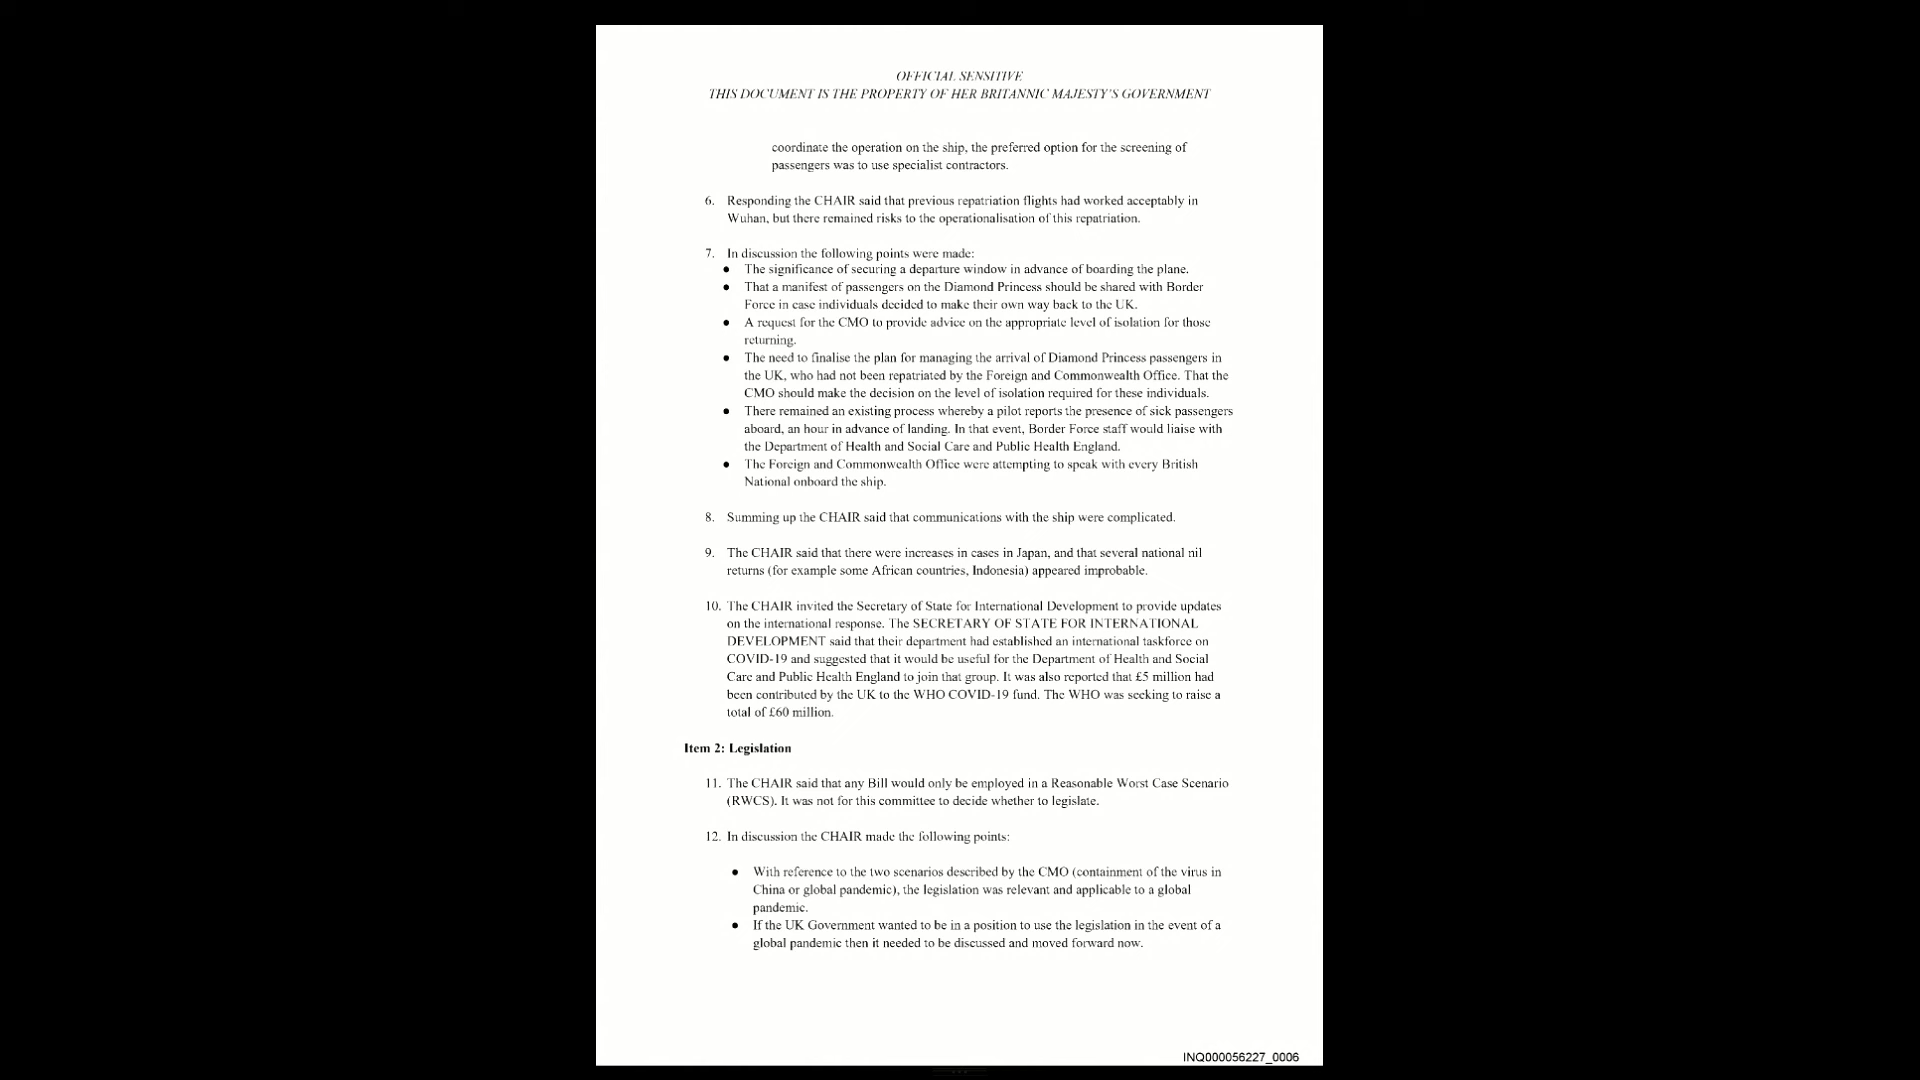 OFFICIAL SENSITIVE
THIS DOCUMENT IS THE PROPERTY OF HER BRITANNIC MAJESTY'S GOVERNMENT
coordinate the operation on the ship, the preferred option for the screening of
passengers was to use specialist contractors.
6. Responding the CHAIR said that previous repatriation flights had worked acceptably in
Wuhan, but there remained risks to the operationalisation of this repatriation.
7. In discussion the following points were made:
● The significance of securing a departure window in advance of boarding the plane.
● That a manifest of passengers on the Diamond Princess should be shared with Border
Force in case individuals decided to make their own way back to the UK.
● A request for the CMO to provide advice on the appropriate level of isolation for those
returning.
● The need to finalise the plan for managing the arrival of Diamond Princess passengers in
the UK, who had not been repatriated by the Foreign and Commonwealth Office. That the
CMO should make the decision on the level of isolation required for these individuals.
● There remained an existing process whereby a pilot reports the presence of sick passengers
aboard, an hour in advance of landing. In that event, Border Force staff would liaise with
the Department of Health and Social Care and Public Health England.
● The Foreign and Commonwealth Office were attempting to speak with every British
National onboard the ship.
8. Summing up the CHAIR said that communications with the ship were complicated.
9. The CHAIR said that there were increases in cases in Japan, and that several national nil
returns (for example some African countries, Indonesia) appeared improbable.
10. The CHAIR invited the Secretary of State for International Development to provide updates
on the international response. The SECRETARY OF STATE FOR INTERNATIONAL
DEVELOPMENT said that their department had established an international taskforce on
COVID-19 and suggested that it would be useful for the Department of Health and Social
Care and Public Health England to join that group. It was also reported that £5 million had
been contributed by the UK to the WHO COVID-19 fund. The WHO was seeking to raise a
total of £60 million.
Item 2: Legislation
11. The CHAIR said that any Bill would only be employed in a Reasonable Worst Case Scenario
(RWCS). It was not for this committee to decide whether to legislate.
12. In discussion the CHAIR made the following points:
● With reference to the two scenarios described by the CMO (containment of the virus in
China or global pandemic), the legislation was relevant and applicable to a global
pandemic.
● If the UK Government wanted to be in a position to use the legislation in the event of a
global pandemic then it needed to be discussed and moved forward now.
INQ000056227_0006